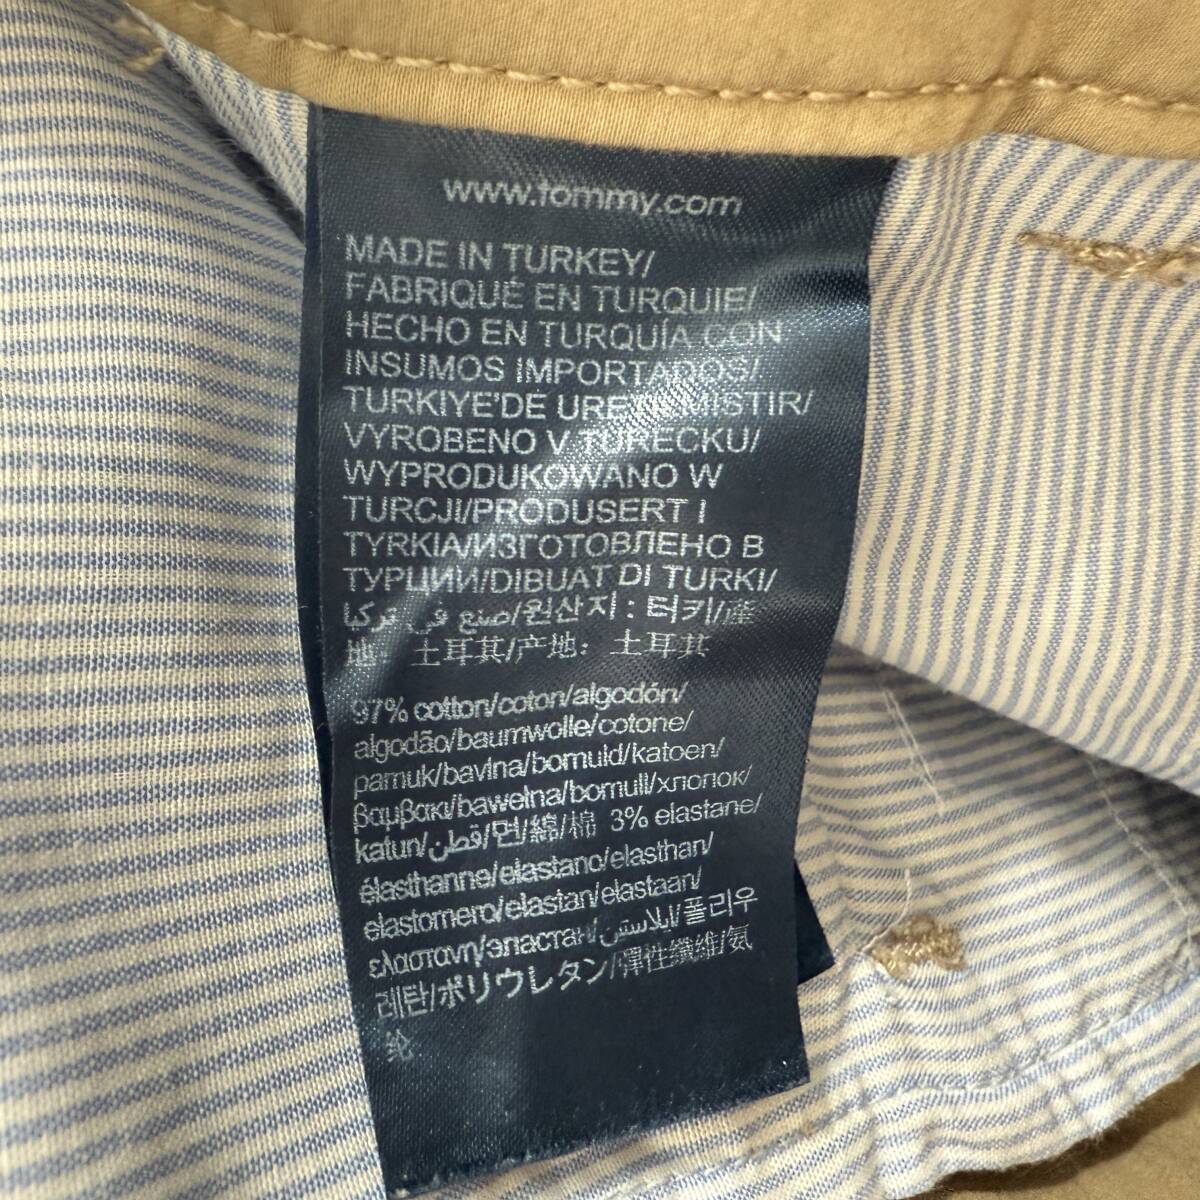 www.tommy.com
MADE IN TURKEY/
FABRIQUÉ EN TURQUIE/
HECHO EN TURQUÍA CON
INSUMOS IMPORTADOS/
TURKIYE'DE URETILMISTIR/
VYROBENO V TURECKU/
WYPRODUKOWANO W
TURCJI/PRODUSERT I
TYRKIA/ИЗГОТОВЛЕНО В
ТУРЦИИ/DIBUAT DI TURKI/
صنع في تركيا/원산지 : 터키/產
地: 土耳其/产地: 土耳其
97% cotton/coton/algodón/
algodão/baumwolle/cotone/
pamuk/bavlna/bomuld/katoen/
βαμβακι/bawełna/bomull/хлопок/
katun/قطن/면/綿/棉 3% elastane/
élasthanne/elastano/elasthan/
elastomero/elastan/elastaan/
ελαστανη/эластан/إيلاستين/폴리우
레탄/ポリウレタン/彈性纖維/氨
纶